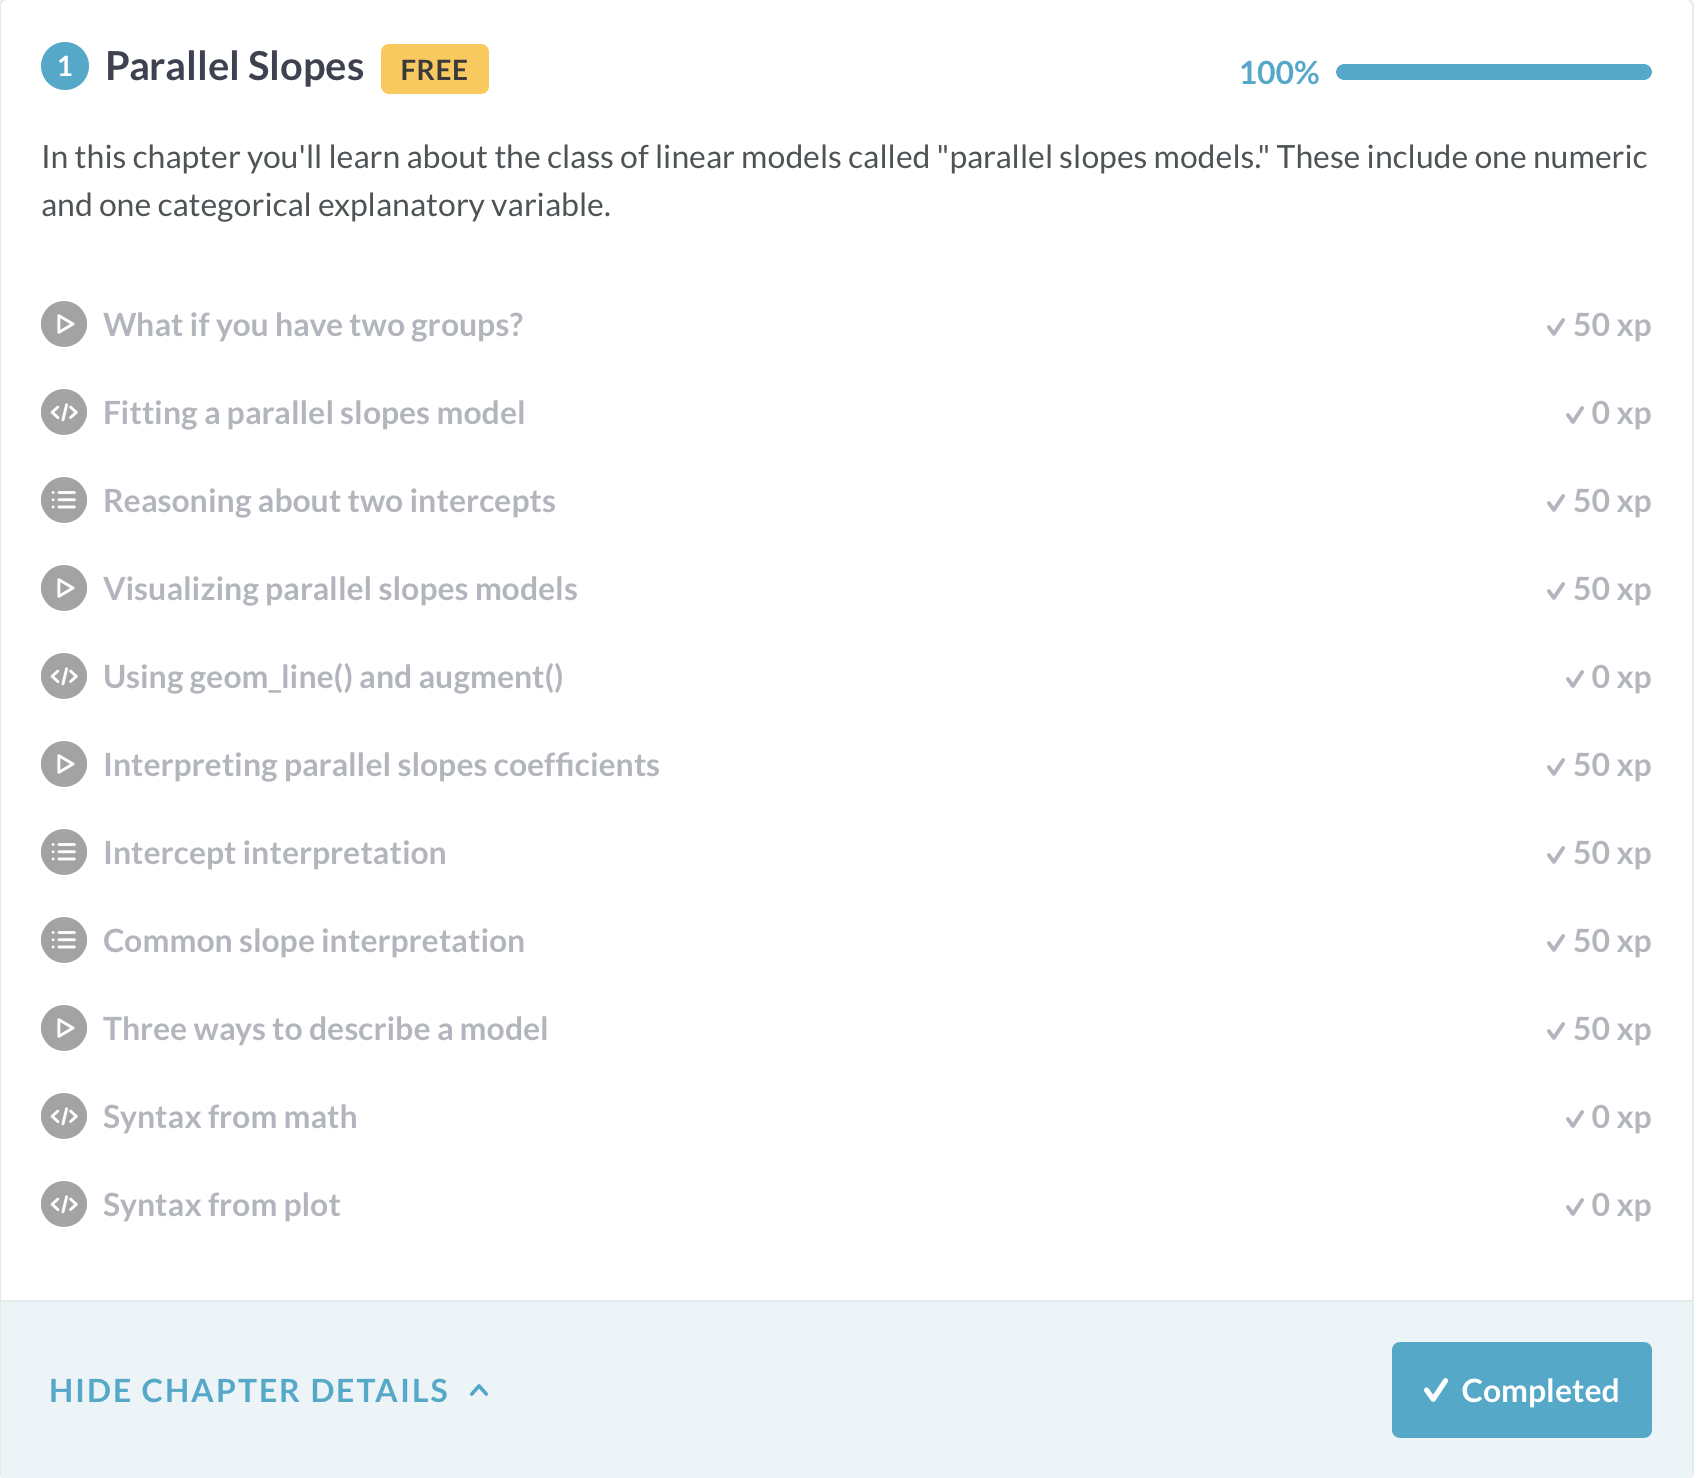 1 Parallel Slopes FREE 100%
In this chapter you'll learn about the class of linear models called "parallel slopes models." These include one numeric
and one categorical explanatory variable.
What if you have two groups? ✓ 50 xp
</> Fitting a parallel slopes model ✓ 0 xp
Reasoning about two intercepts ✓ 50 xp
Visualizing parallel slopes models ✓ 50 xp
</> Using geom_line() and augment() ✓ 0 xp
Interpreting parallel slopes coefficients ✓ 50 xp
Intercept interpretation ✓ 50 xp
Common slope interpretation ✓ 50 xp
Three ways to describe a model ✓ 50 xp
</> Syntax from math ✓ 0 xp
</> Syntax from plot ✓ 0 xp
HIDE CHAPTER DETAILS ✓ Completed